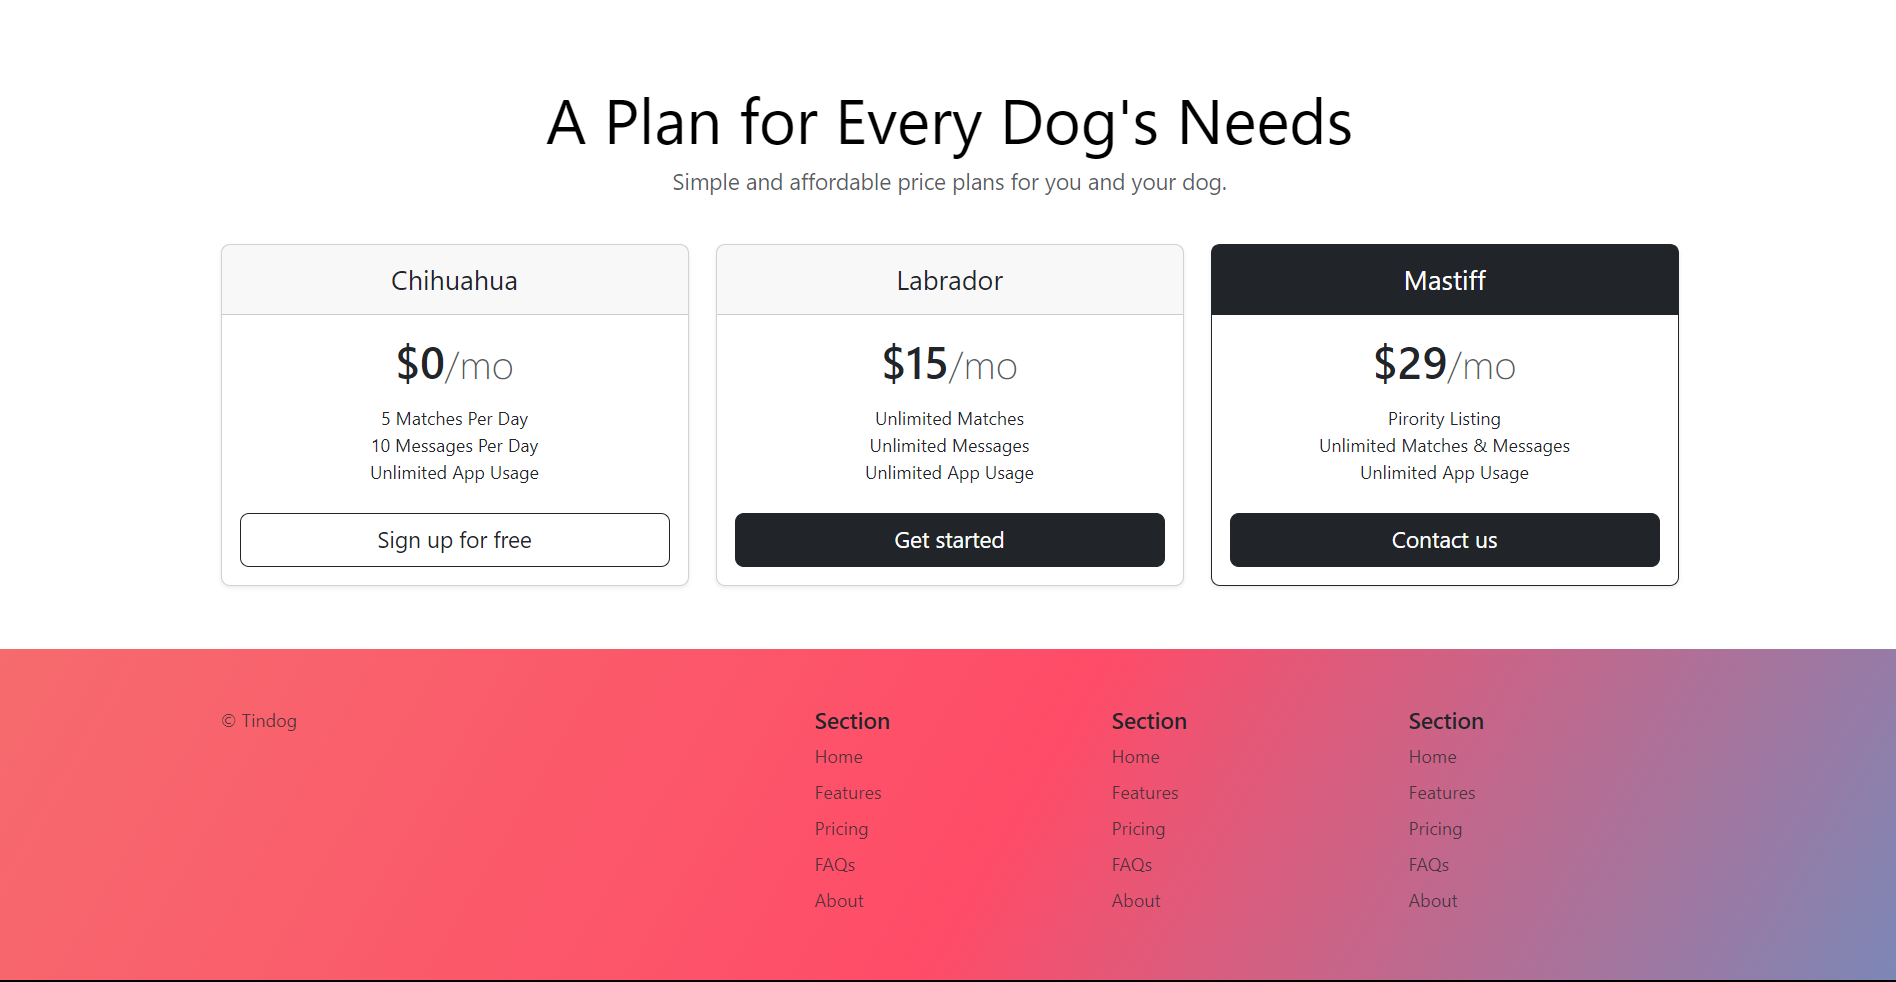 A Plan for Every Dog's Needs
Simple and affordable price plans for you and your dog.
Chihuahua
$0/mo
5 Matches Per Day
10 Messages Per Day
Unlimited App Usage
Sign up for free
Labrador
$15/mo
Unlimited Matches
Unlimited Messages
Unlimited App Usage
Get started
Mastiff
$29/mo
Pirority Listing
Unlimited Matches & Messages
Unlimited App Usage
Contact us
© Tindog
Section
Home
Features
Pricing
FAQs
About
Section
Home
Features
Pricing
FAQs
About
Section
Home
Features
Pricing
FAQs
About